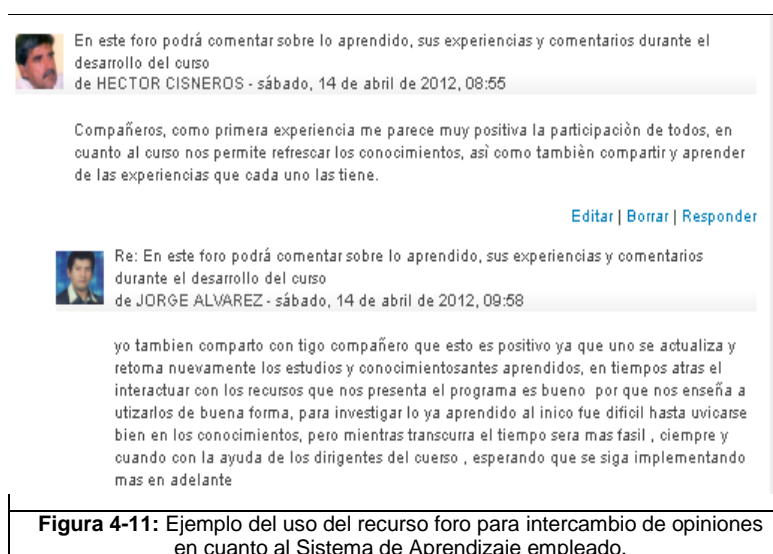 En este foro podrá comentar sobre lo aprendido, sus experiencias y comentarios durante el
desarrollo del curso
de HECTOR CISNEROS - sábado, 14 de abril de 2012, 08:55
Compañeros, como primera experiencia me parece muy positiva la participaciòn de todos, en
cuanto al curso nos permite refrescar los conocimientos, asì como tambièn compartir y aprender
de las experiencias que cada uno las tiene.
Editar | Borrar | Responder
Re: En este foro podrá comentar sobre lo aprendido, sus experiencias y comentarios
durante el desarrollo del curso
de JORGE ALVAREZ - sábado, 14 de abril de 2012, 09:58
yo tambien comparto con tigo compañero que esto es positivo ya que uno se actualiza y
retoma nuevamente los estudios y conocimientosantes aprendidos, en tiempos atras el
interactuar con los recursos que nos presenta el programa es bueno por que nos enseña a
utizarlos de buena forma, para investigar lo ya aprendido al inico fue dificil hasta uvicarse
bien en los conocimientos, pero mientras transcurra el tiempo sera mas fasil , ciempre y
cuando con la ayuda de los dirigentes del cuerso , esperando que se siga implementando
mas en adelante
Figura 4-11: Ejemplo del uso del recurso foro para intercambio de opiniones
en cuanto al Sistema de Aprendizaje empleado.